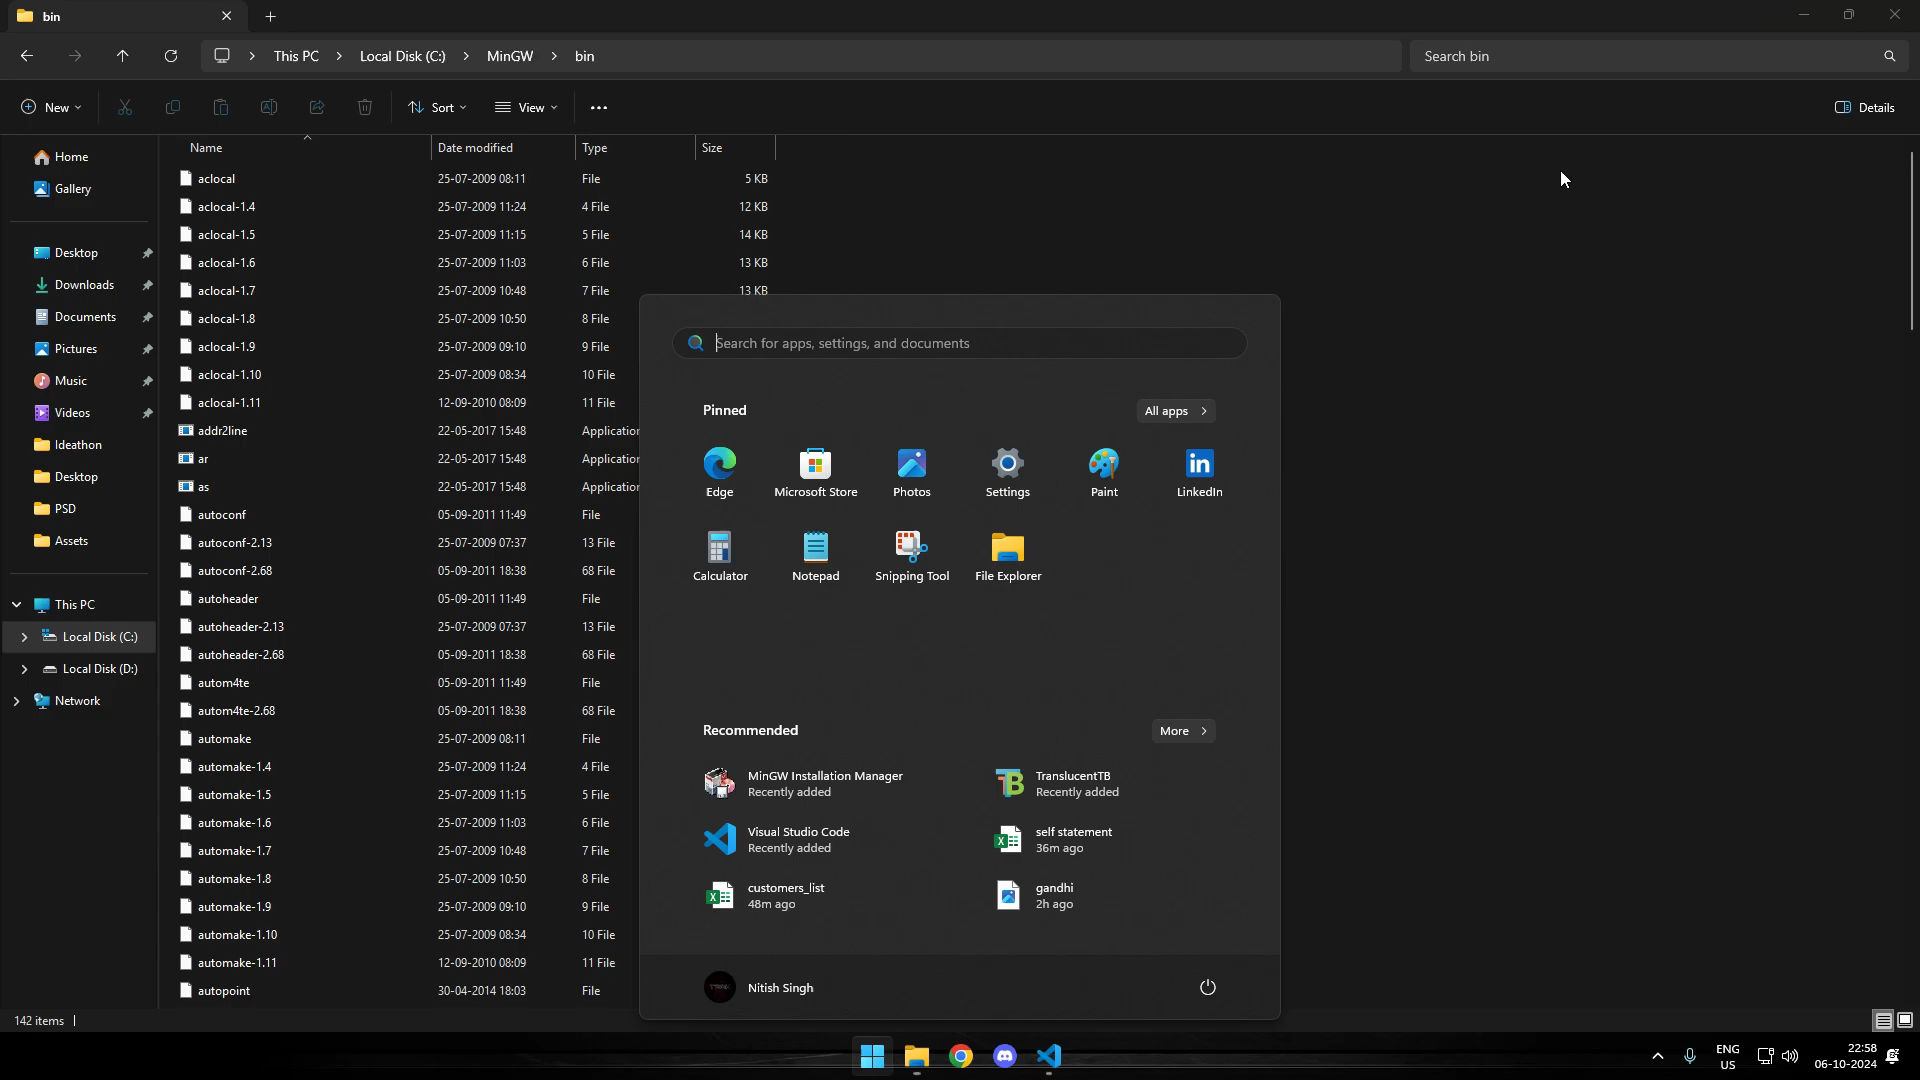 bin
This PC
Local Disk (C:)
MinGW
bin
Search bin
New
Sort
View
Details
Name
Date modified
Type
Size
Home
Gallery
Desktop
Downloads
Documents
Pictures
Music
Videos
Ideathon
Desktop
PSD
Assets
This PC
Local Disk (C:)
Local Disk (D:)
Network
aclocal 25-07-2009 08:11 File 5 KB
aclocal-1.4 25-07-2009 11:24 4 File 12 KB
aclocal-1.5 25-07-2009 11:15 5 File 14 KB
aclocal-1.6 25-07-2009 11:03 6 File 13 KB
aclocal-1.7 25-07-2009 10:48 7 File 13 KB
aclocal-1.8 25-07-2009 10:50 8 File
aclocal-1.9 25-07-2009 09:10 9 File
aclocal-1.10 25-07-2009 08:34 10 File
aclocal-1.11 12-09-2010 08:09 11 File
addr2line 22-05-2017 15:48 Application
ar 22-05-2017 15:48 Application
as 22-05-2017 15:48 Application
autoconf 05-09-2011 11:49 File
autoconf-2.13 25-07-2009 07:37 13 File
autoconf-2.68 05-09-2011 18:38 68 File
autoheader 05-09-2011 11:49 File
autoheader-2.13 25-07-2009 07:37 13 File
autoheader-2.68 05-09-2011 18:38 68 File
autom4te 05-09-2011 11:49 File
autom4te-2.68 05-09-2011 18:38 68 File
automake 25-07-2009 08:11 File
automake-1.4 25-07-2009 11:24 4 File
automake-1.5 25-07-2009 11:15 5 File
automake-1.6 25-07-2009 11:03 6 File
automake-1.7 25-07-2009 10:48 7 File
automake-1.8 25-07-2009 10:50 8 File
automake-1.9 25-07-2009 09:10 9 File
automake-1.10 25-07-2009 08:34 10 File
automake-1.11 12-09-2010 08:09 11 File
autopoint 30-04-2014 18:03 File
142 items
Search for apps, settings, and documents
Pinned
All apps
Edge
Microsoft Store
Photos
Settings
Paint
LinkedIn
Calculator
Notepad
Snipping Tool
File Explorer
Recommended
More
MinGW Installation Manager
Recently added
TranslucentTB
Recently added
Visual Studio Code
Recently added
self statement
36m ago
customers_list
48m ago
gandhi
2h ago
Nitish Singh
ENG
US
22:58
06-10-2024